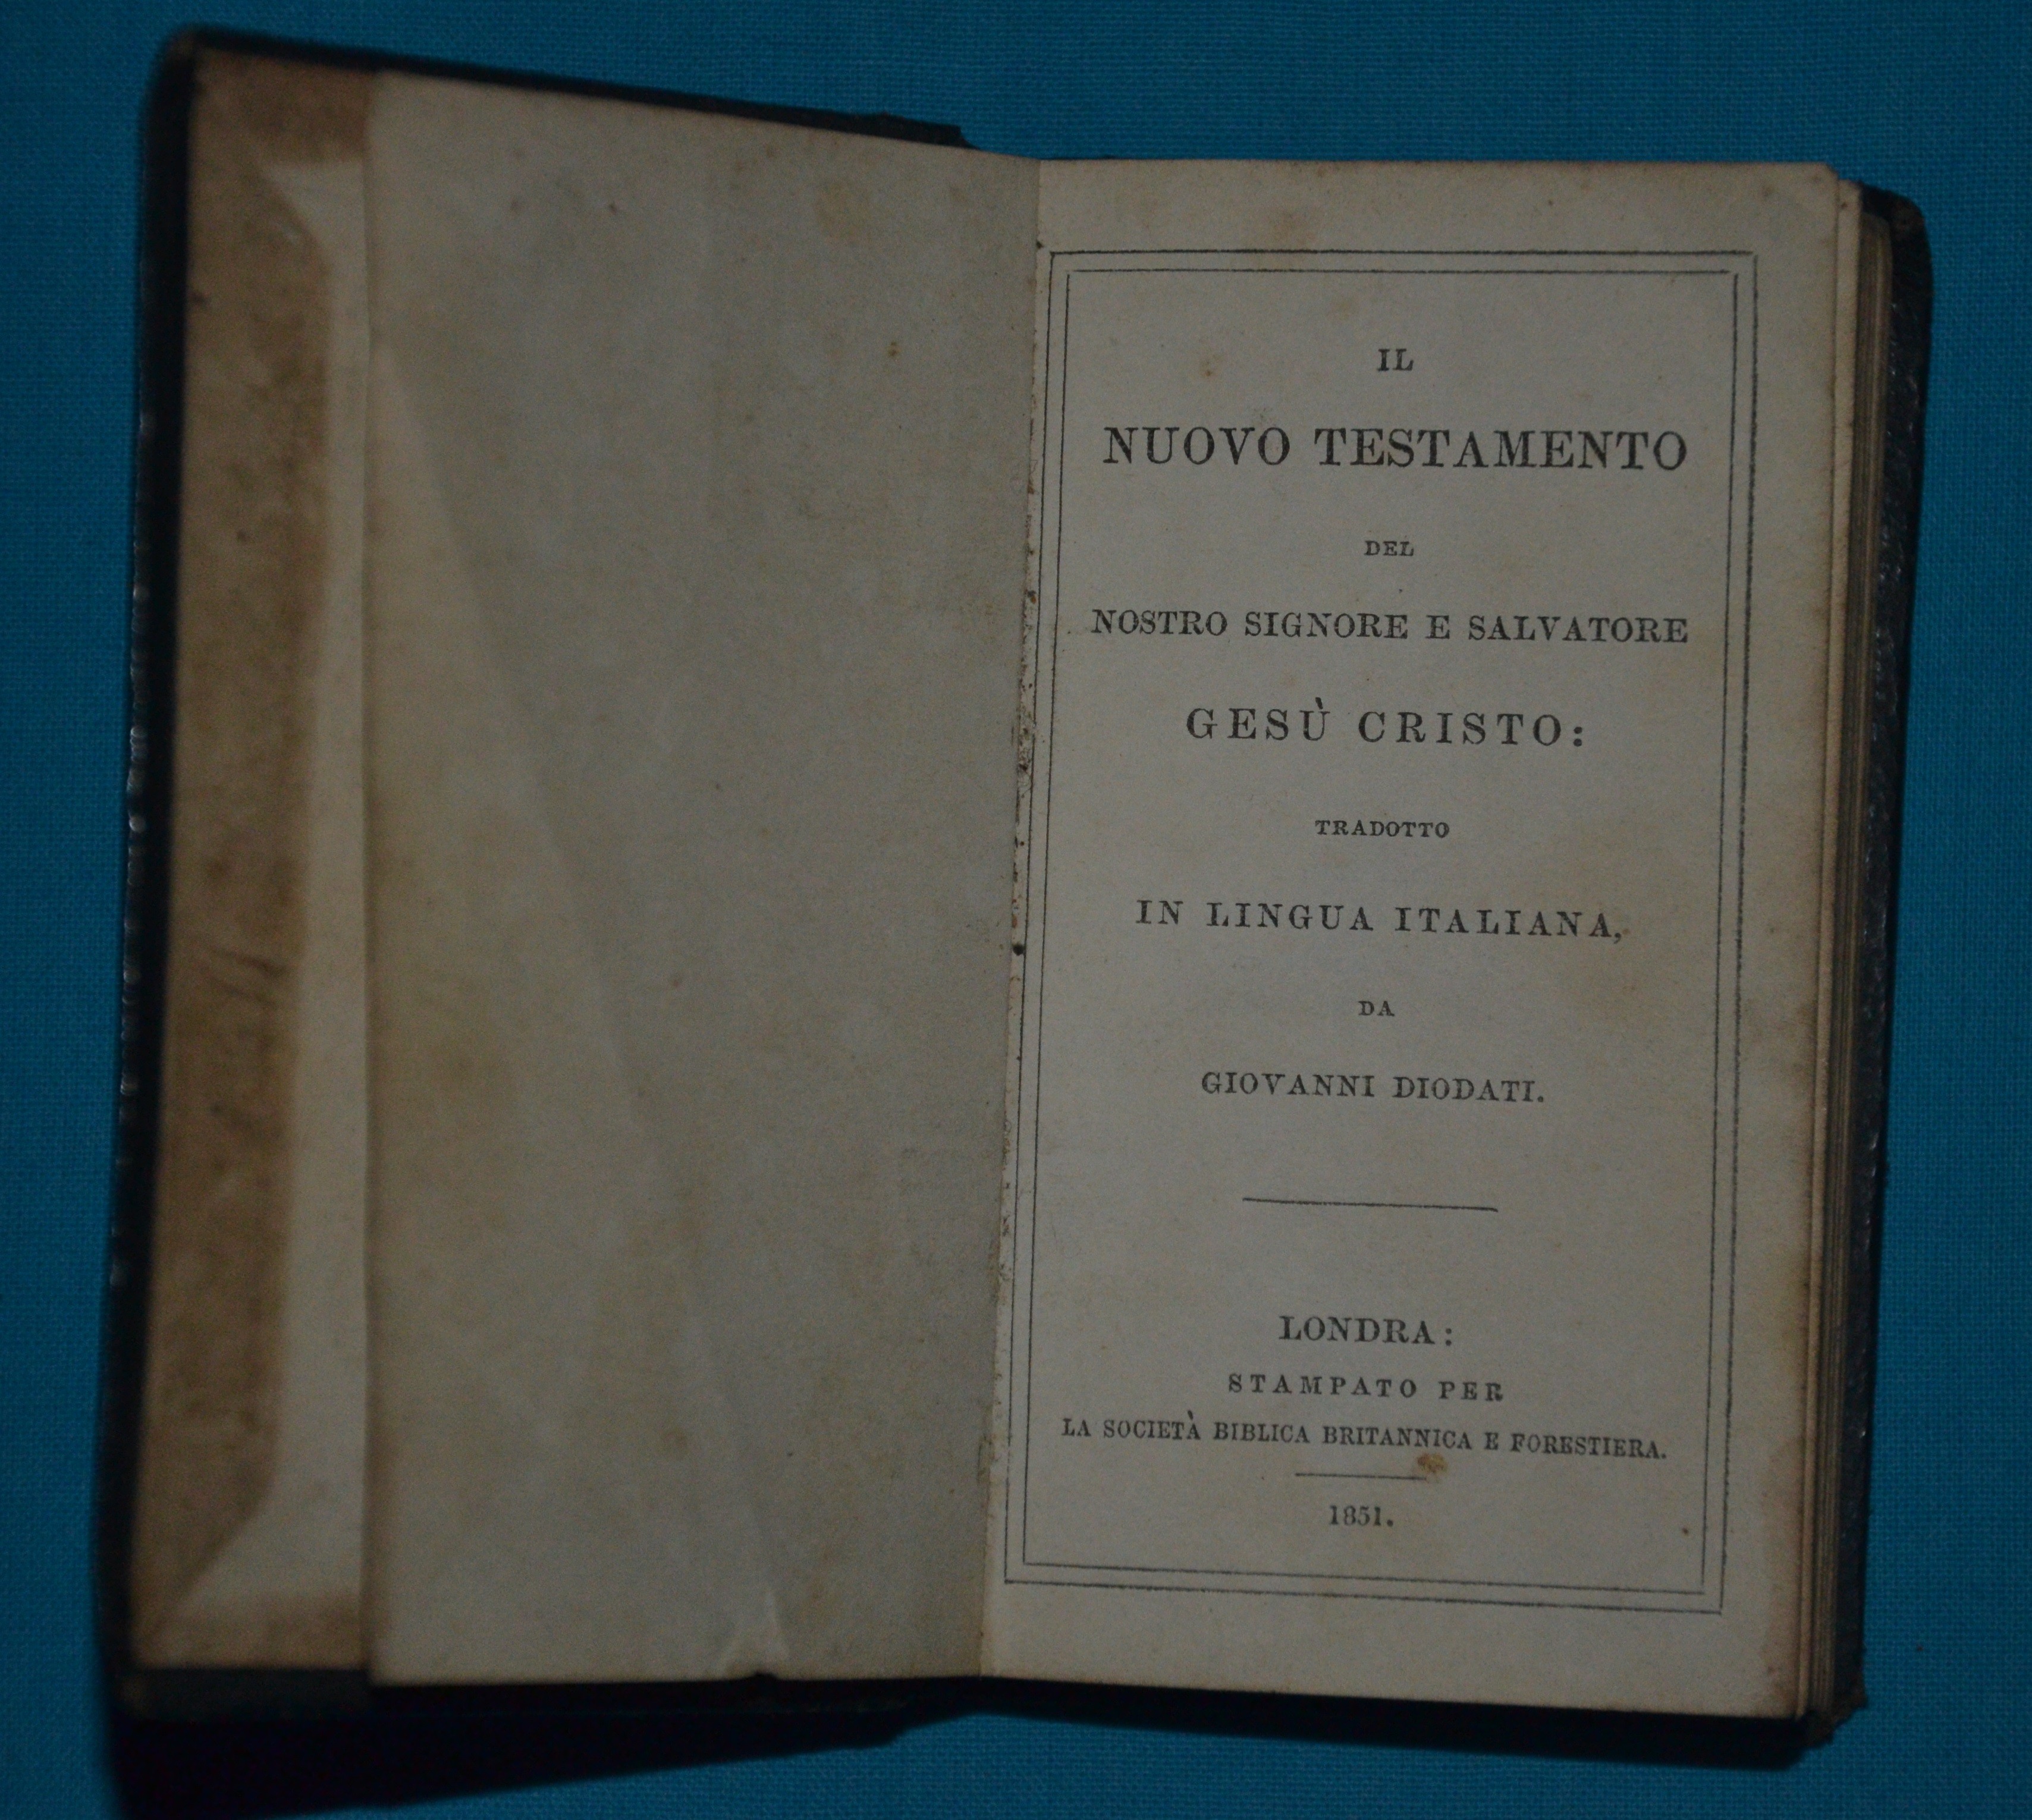 IL
NUOVO TESTAMENTO
DEL
NOSTRO SIGNORE E SALVATORE
GESÙ CRISTO:
TRADOTTO
IN LINGUA ITALIANA,
DA
GIOVANNI DIODATI.
LONDRA:
STAMPATO PER
LA SOCIETÀ BIBLICA BRITANNICA E FORESTIERA.
1851.